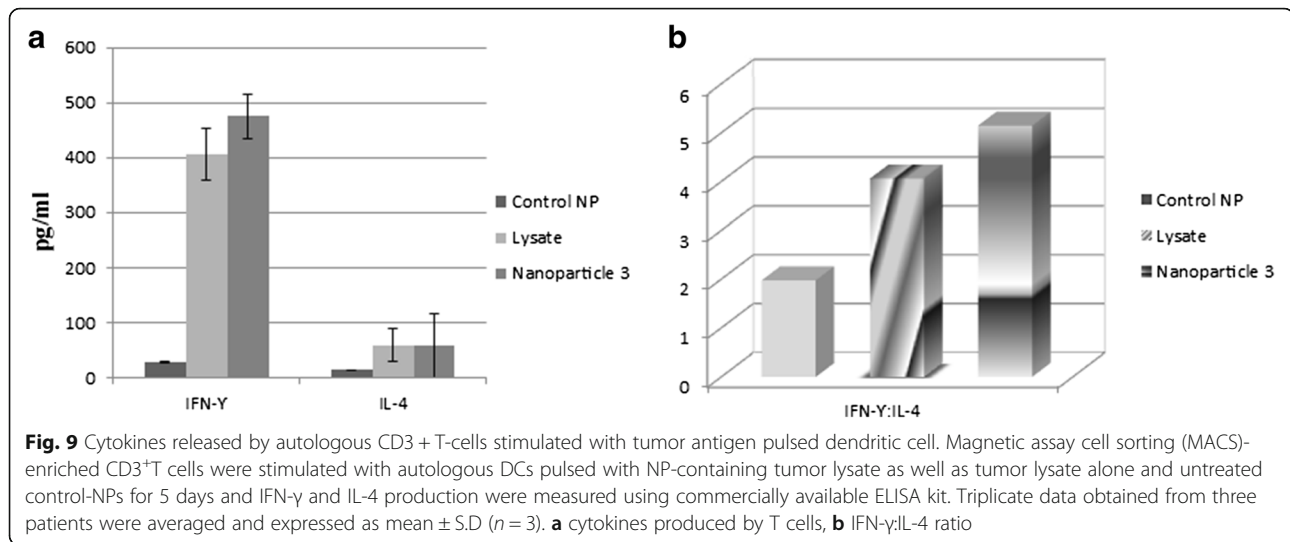 a
600
500
400
300
200
100
0
pg/ml
IFN-Y
IL-4
Control NP
Lysate
Nanoparticle 3
b
6
5
4
3
2
1
0
IFN-Y:IL-4
Control NP
Lysate
Nanoparticle 3
Fig. 9 Cytokines released by autologous CD3 + T-cells stimulated with tumor antigen pulsed dendritic cell. Magnetic assay cell sorting (MACS)-
enriched CD3⁺T cells were stimulated with autologous DCs pulsed with NP-containing tumor lysate as well as tumor lysate alone and untreated
control-NPs for 5 days and IFN-γ and IL-4 production were measured using commercially available ELISA kit. Triplicate data obtained from three
patients were averaged and expressed as mean ± S.D (n = 3). a cytokines produced by T cells, b IFN-γ:IL-4 ratio